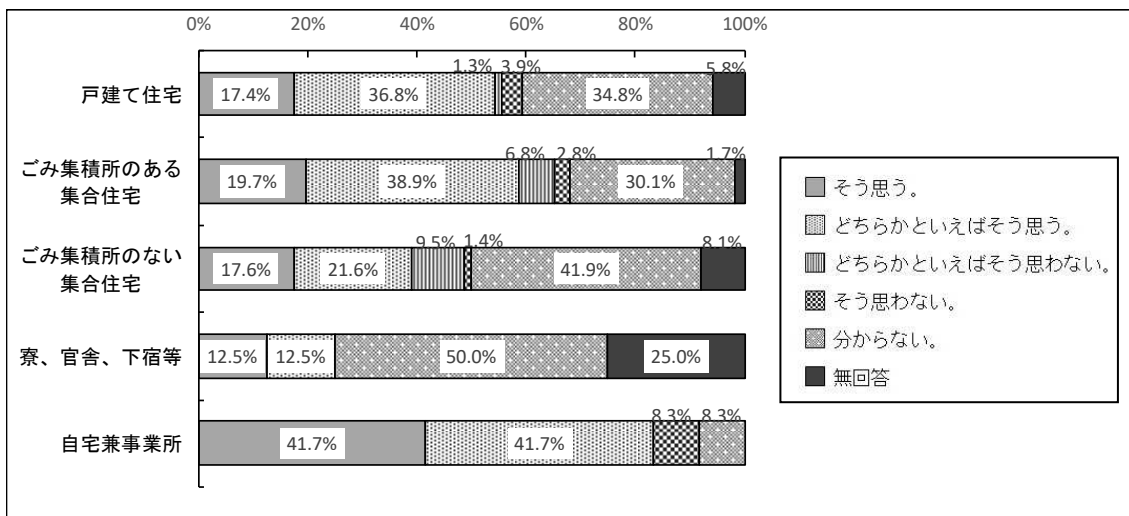 0% 20% 40% 60% 80% 100%
戸建て住宅
17.4% 36.8% 1.3% 3.9% 34.8% 5.8%
ごみ集積所のある
集合住宅
19.7% 38.9% 6.8% 2.8% 30.1% 1.7%
ごみ集積所のない
集合住宅
17.6% 21.6% 9.5% 1.4% 41.9% 8.1%
寮、官舎、下宿等
12.5% 12.5% 50.0% 25.0%
自宅兼事業所
41.7% 41.7% 8.3% 8.3%
そう思う。
どちらかといえばそう思う。
どちらかといえばそう思わない。
そう思わない。
分からない。
無回答